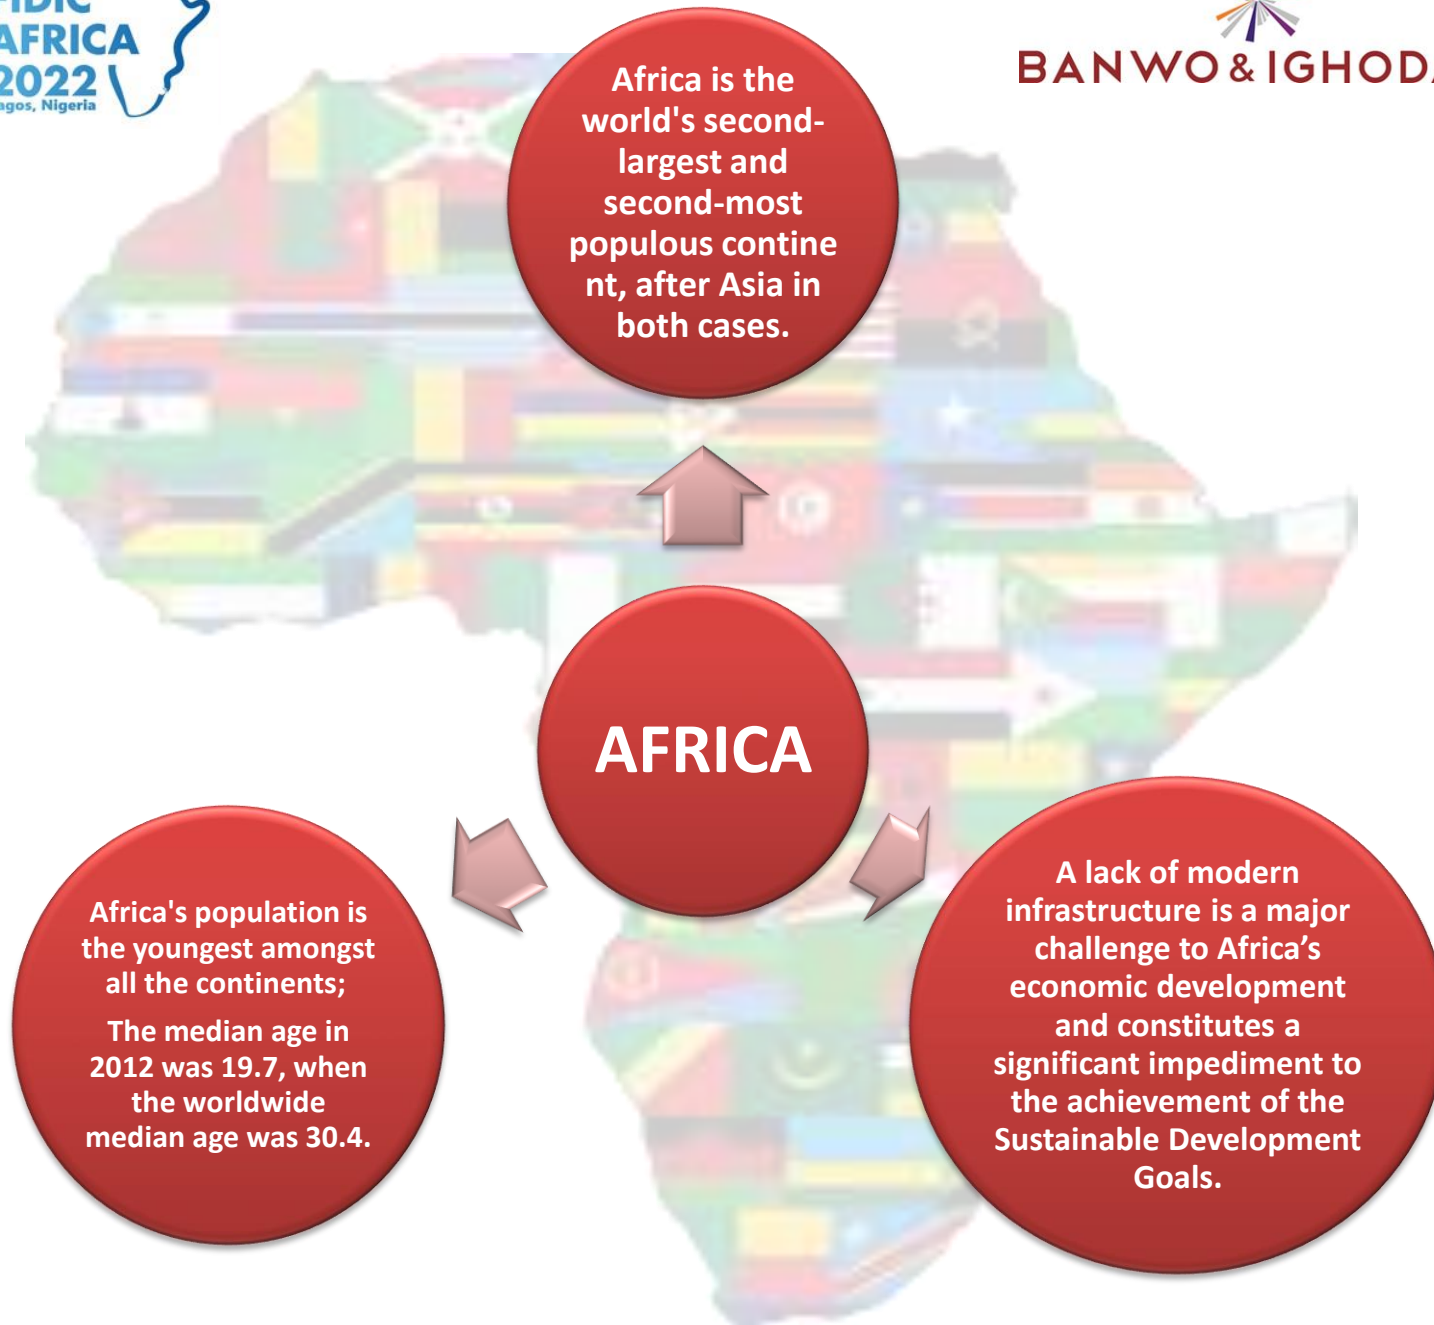 FIDIC
AFRICA
2022
agos, Nigeria
BANWO & IGHODA
Africa is the
world's second-
largest and
second-most
populous contine
nt, after Asia in
both cases.
AFRICA
Africa's population is
the youngest amongst
all the continents;
The median age in
2012 was 19.7, when
the worldwide
median age was 30.4.
A lack of modern
infrastructure is a major
challenge to Africa’s
economic development
and constitutes a
significant impediment to
the achievement of the
Sustainable Development
Goals.